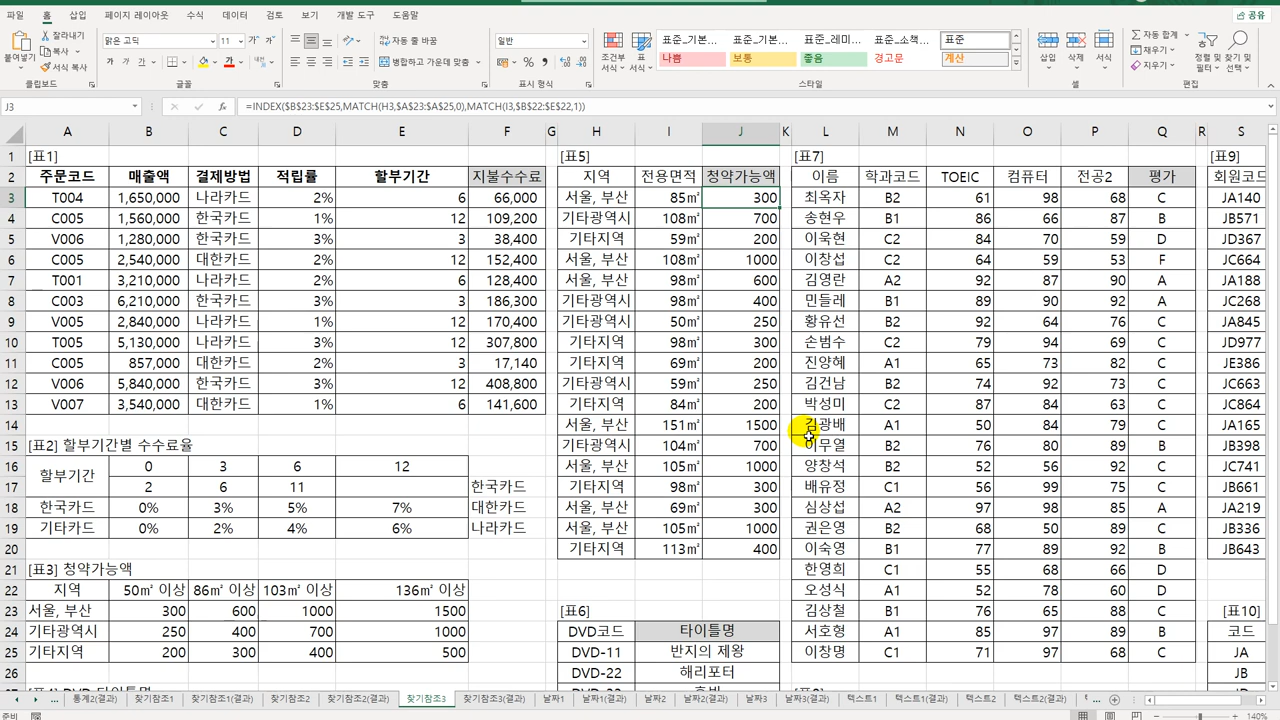 파일 홈 삽입 페이지 레이아웃 수식 데이터 검토 보기 개발 도구 도움말 공유
붙여넣기 잘라내기 복사 서식 복사
맑은 고딕 11 가 가
자동 줄 바꿈
병합하고 가운데 맞춤
일반
조건부 서식 표 서식
표준_기본... 표준_기본... 표준_레미... 표준_소책... 표준
나쁨 보통 좋음 경고문 계산
삽입 삭제 서식
자동 합계 채우기 지우기
정렬 및 필터 찾기 및 선택
클립보드 글꼴 맞춤 표시 형식 스타일 셀 편집
J3 =INDEX($B$23:$E$25,MATCH(H3,$A$23:$A$25,0),MATCH(I3,$B$22:$E$22,1))
A B C D E F G H I J K L M N O P Q R S
1 [표1] [표5] [표7] [표9]
2 주문코드 매출액 결제방법 적립률 할부기간 지불수수료 지역 전용면적 청약가능액 이름 학과코드 TOEIC 컴퓨터 전공2 평가 회원코드
3 T004 1,650,000 나라카드 2% 6 66,000 서울, 부산 85㎡ 300 최옥자 B2 61 98 68 C JA140
4 C005 1,560,000 한국카드 1% 12 109,200 기타광역시 108㎡ 700 송현우 B1 86 66 87 B JB571
5 V006 1,280,000 한국카드 3% 3 38,400 기타지역 59㎡ 200 이욱현 C2 84 70 59 D JD367
6 C005 2,540,000 대한카드 2% 12 152,400 서울, 부산 108㎡ 1000 이창섭 C2 64 59 53 F JC664
7 T001 3,210,000 나라카드 2% 6 128,400 서울, 부산 98㎡ 600 김영란 A2 92 87 90 A JA188
8 C003 6,210,000 한국카드 3% 3 186,300 기타광역시 98㎡ 400 민들레 B1 89 90 92 A JC268
9 V005 2,840,000 나라카드 1% 12 170,400 기타광역시 50㎡ 250 황유선 B2 92 64 76 C JA845
10 T005 5,130,000 나라카드 3% 12 307,800 기타지역 98㎡ 300 손범수 C2 79 94 69 C JD977
11 C005 857,000 대한카드 2% 3 17,140 기타지역 69㎡ 200 진양혜 A1 65 73 82 C JE386
12 V006 5,840,000 한국카드 3% 12 408,800 기타광역시 59㎡ 250 김건남 B2 74 92 73 C JC663
13 V007 3,540,000 대한카드 1% 6 141,600 기타지역 84㎡ 200 박성미 C2 87 84 63 C JC864
14 서울, 부산 151㎡ 1500 김광배 A1 50 84 79 C JA165
15 [표2] 할부기간별 수수료율 기타광역시 104㎡ 700 이무열 B2 76 80 89 B JB398
16 할부기간 0 3 6 12 서울, 부산 105㎡ 1000 양창석 B2 52 56 92 C JC741
17 2 6 11 한국카드 기타지역 98㎡ 300 배유정 C1 56 99 75 C JB661
18 한국카드 0% 3% 5% 7% 대한카드 서울, 부산 69㎡ 300 심상섭 A2 97 98 85 A JA219
19 기타카드 0% 2% 4% 6% 나라카드 서울, 부산 105㎡ 1000 권은영 B2 68 50 89 C JB336
20 기타지역 113㎡ 400 이숙영 B1 77 89 92 B JB643
21 [표3] 청약가능액 한영희 C1 55 68 66 D
22 지역 50㎡ 이상 86㎡ 이상 103㎡ 이상 136㎡ 이상 오성식 A1 52 78 60 D
23 서울, 부산 300 600 1000 1500 [표6] 김상철 B1 76 65 88 C [표10]
24 기타광역시 250 400 700 1000 DVD코드 타이틀명 서호형 A1 85 97 89 B 코드
25 기타지역 200 300 400 500 DVD-11 반지의 제왕 이창명 C1 71 97 68 C JA
26 DVD-22 해리포터 JB
통계2(결과) 찾기참조1 찾기참조1(결과) 찾기참조2 찾기참조2(결과) 찾기참조3 찾기참조3(결과) 날짜1 날짜1(결과) 날짜2 날짜2(결과) 날짜3 날짜3(결과) 텍스트1 텍스트1(결과) 텍스트2 텍스트2(결과)
준비 140%